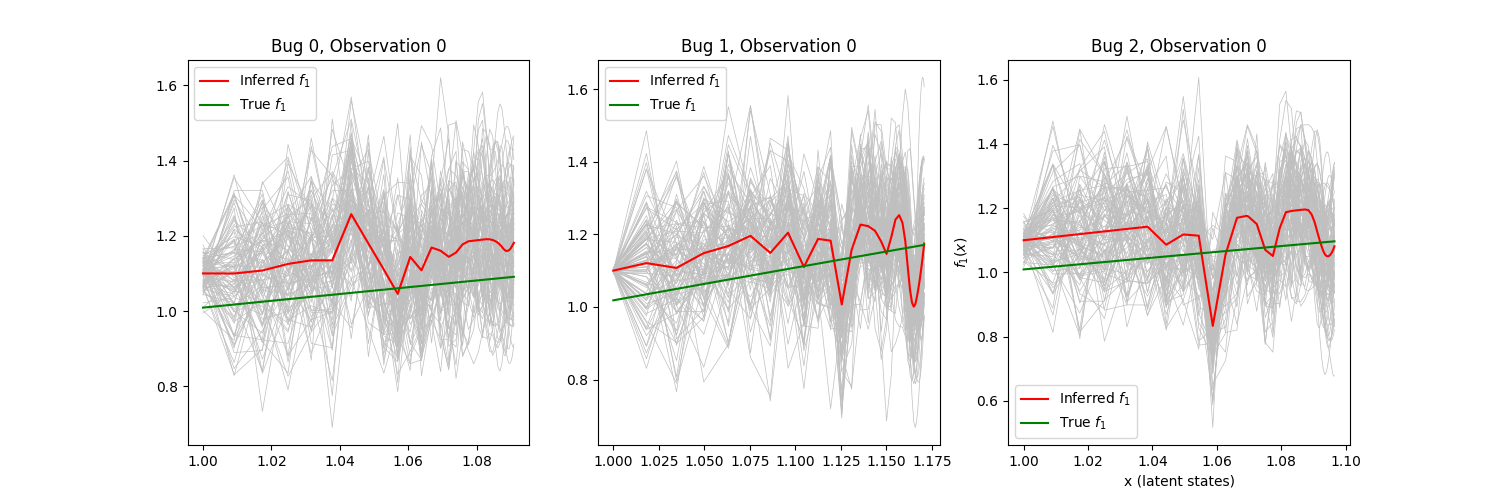 Bug 0, Observation 0
Inferred f₁
True f₁
1.6
1.4
1.2
1.0
0.8
1.00 1.02 1.04 1.06 1.08
Bug 1, Observation 0
Inferred f₁
True f₁
1.6
1.4
1.2
1.0
0.8
1.000 1.025 1.050 1.075 1.100 1.125 1.150 1.175
Bug 2, Observation 0
f₁(x)
1.6
1.4
1.2
1.0
0.8
0.6
Inferred f₁
True f₁
1.00 1.02 1.04 1.06 1.08 1.10
x (latent states)